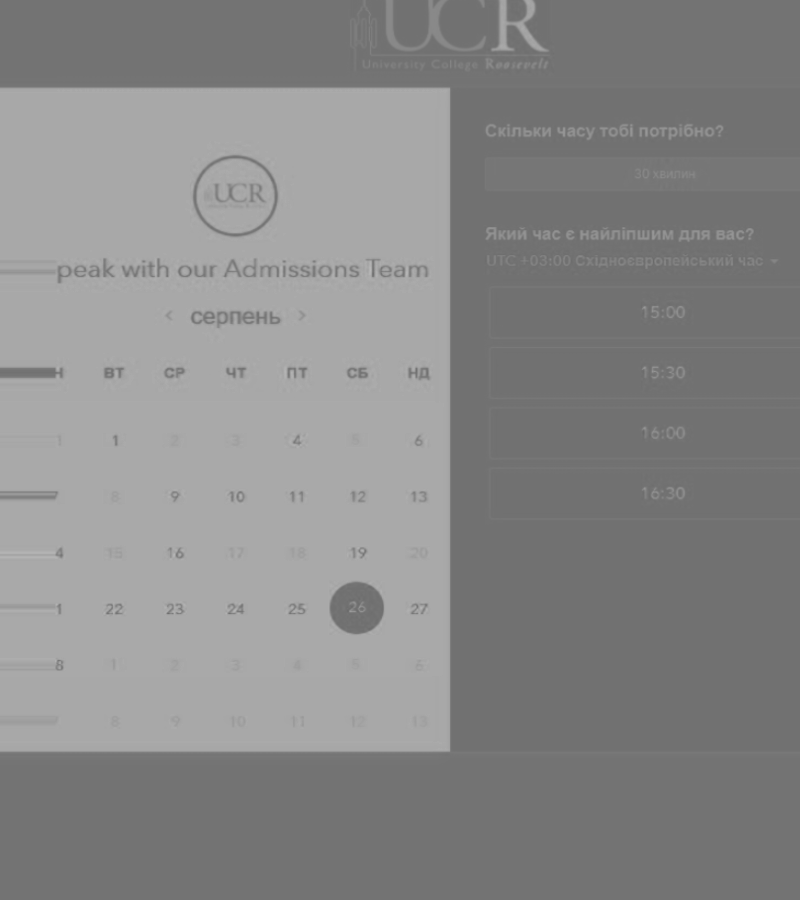 UCR
University College Roosevelt
UCR
peak with our Admissions Team
серпень
Н ВТ СР ЧТ ПТ СБ НД
1 1 2 3 4 5 6
8 9 10 11 12 13
4 15 16 17 18 19 20
1 22 23 24 25 26 27
8 1 2 3 4 5 6
8 9 10 11 12 13
Скільки часу тобі потрібно?
30 хвилин
Який час є найліпшим для вас?
UTC +03:00 Східноєвропейський час
15:00
15:30
16:00
16:30